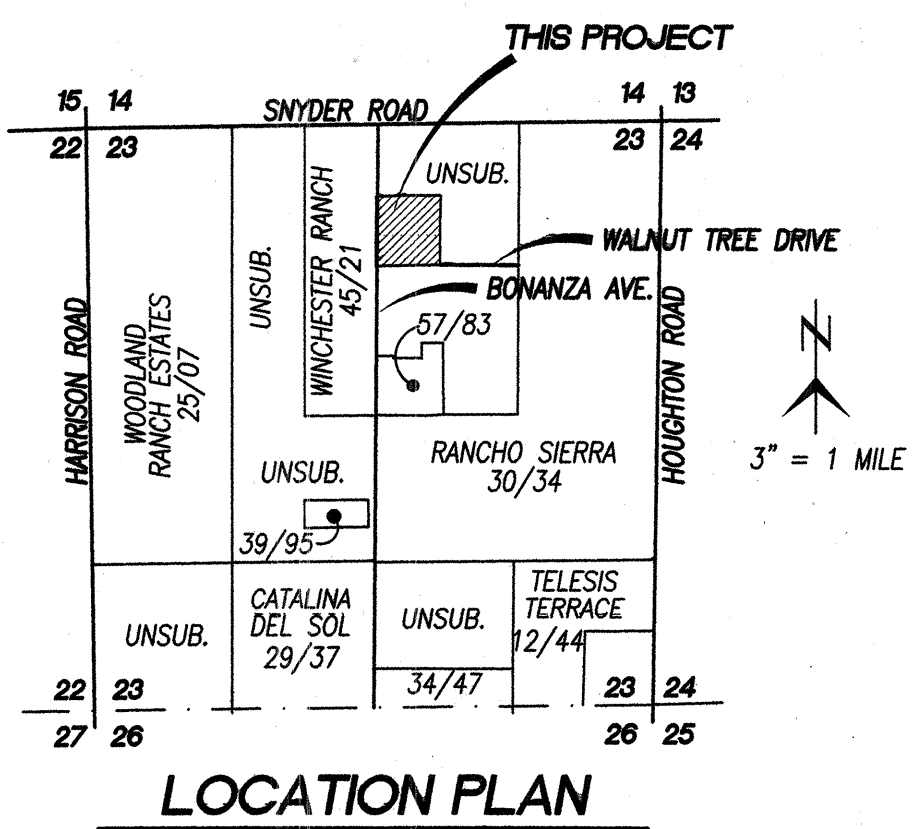 THIS PROJECT
15 14
14 13
SNYDER ROAD
22 23
23 24
UNSUB.
WALNUT TREE DRIVE
WINCHESTER RANCH
45/21
UNSUB.
BONANZA AVE.
57/83
HARRISON ROAD
WOODLAND
RANCH ESTATES
25/07
HOUGHTON ROAD
N
3" = 1 MILE
RANCHO SIERRA
30/34
UNSUB.
39/95
TELESIS
TERRACE
12/44
CATALINA
DEL SOL
29/37
UNSUB.
UNSUB.
34/47
22 23
23 24
27 26
26 25
LOCATION PLAN